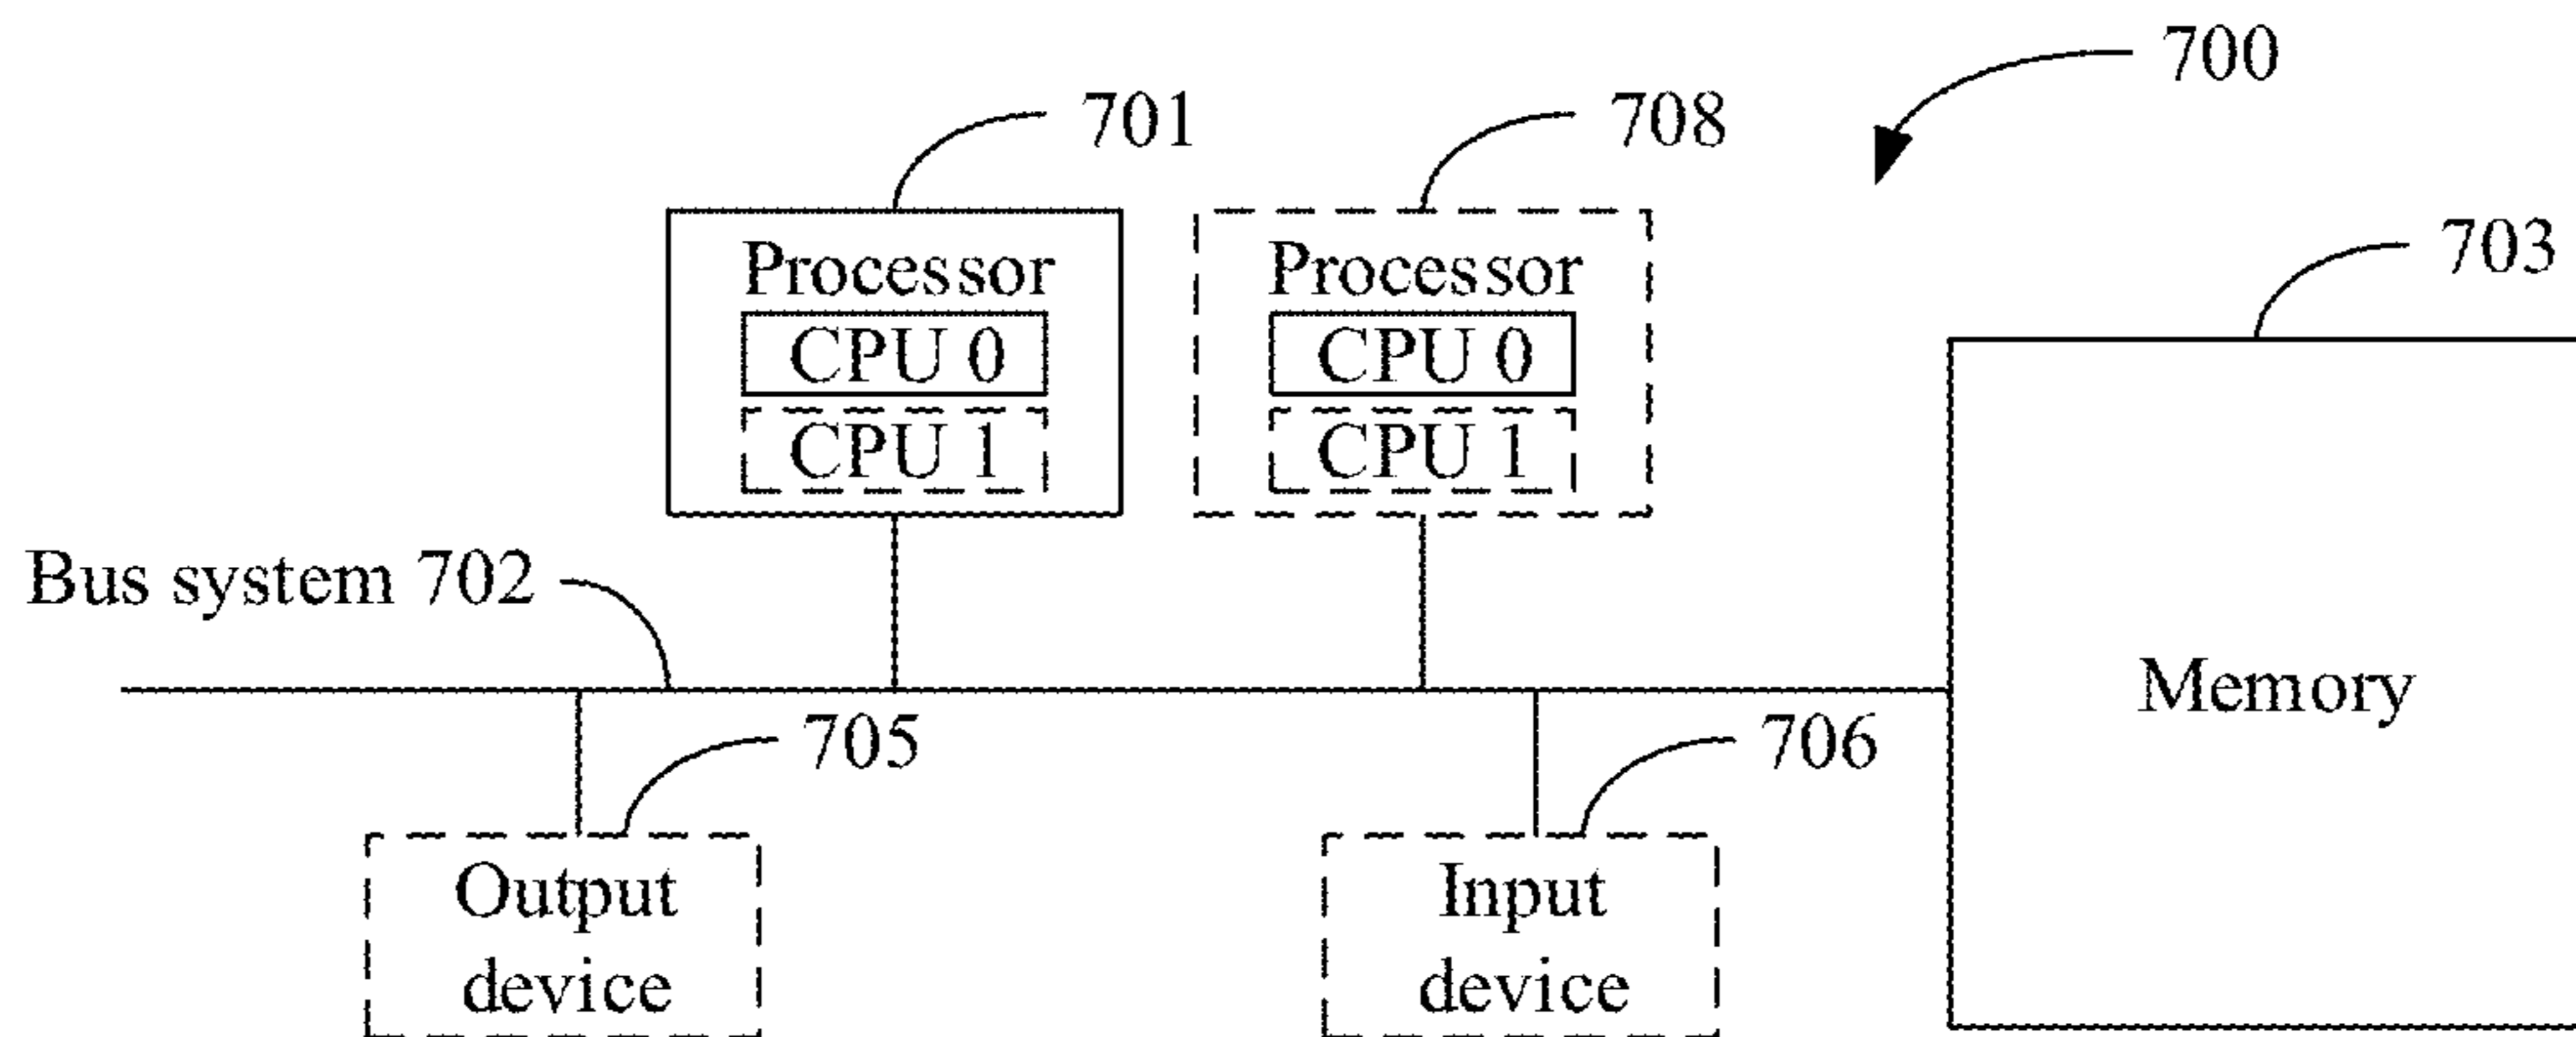 700
701
708
703
Processor
CPU 0
CPU 1
Processor
CPU 0
CPU 1
Bus system 702
Memory
705
706
Output
device
Input
device